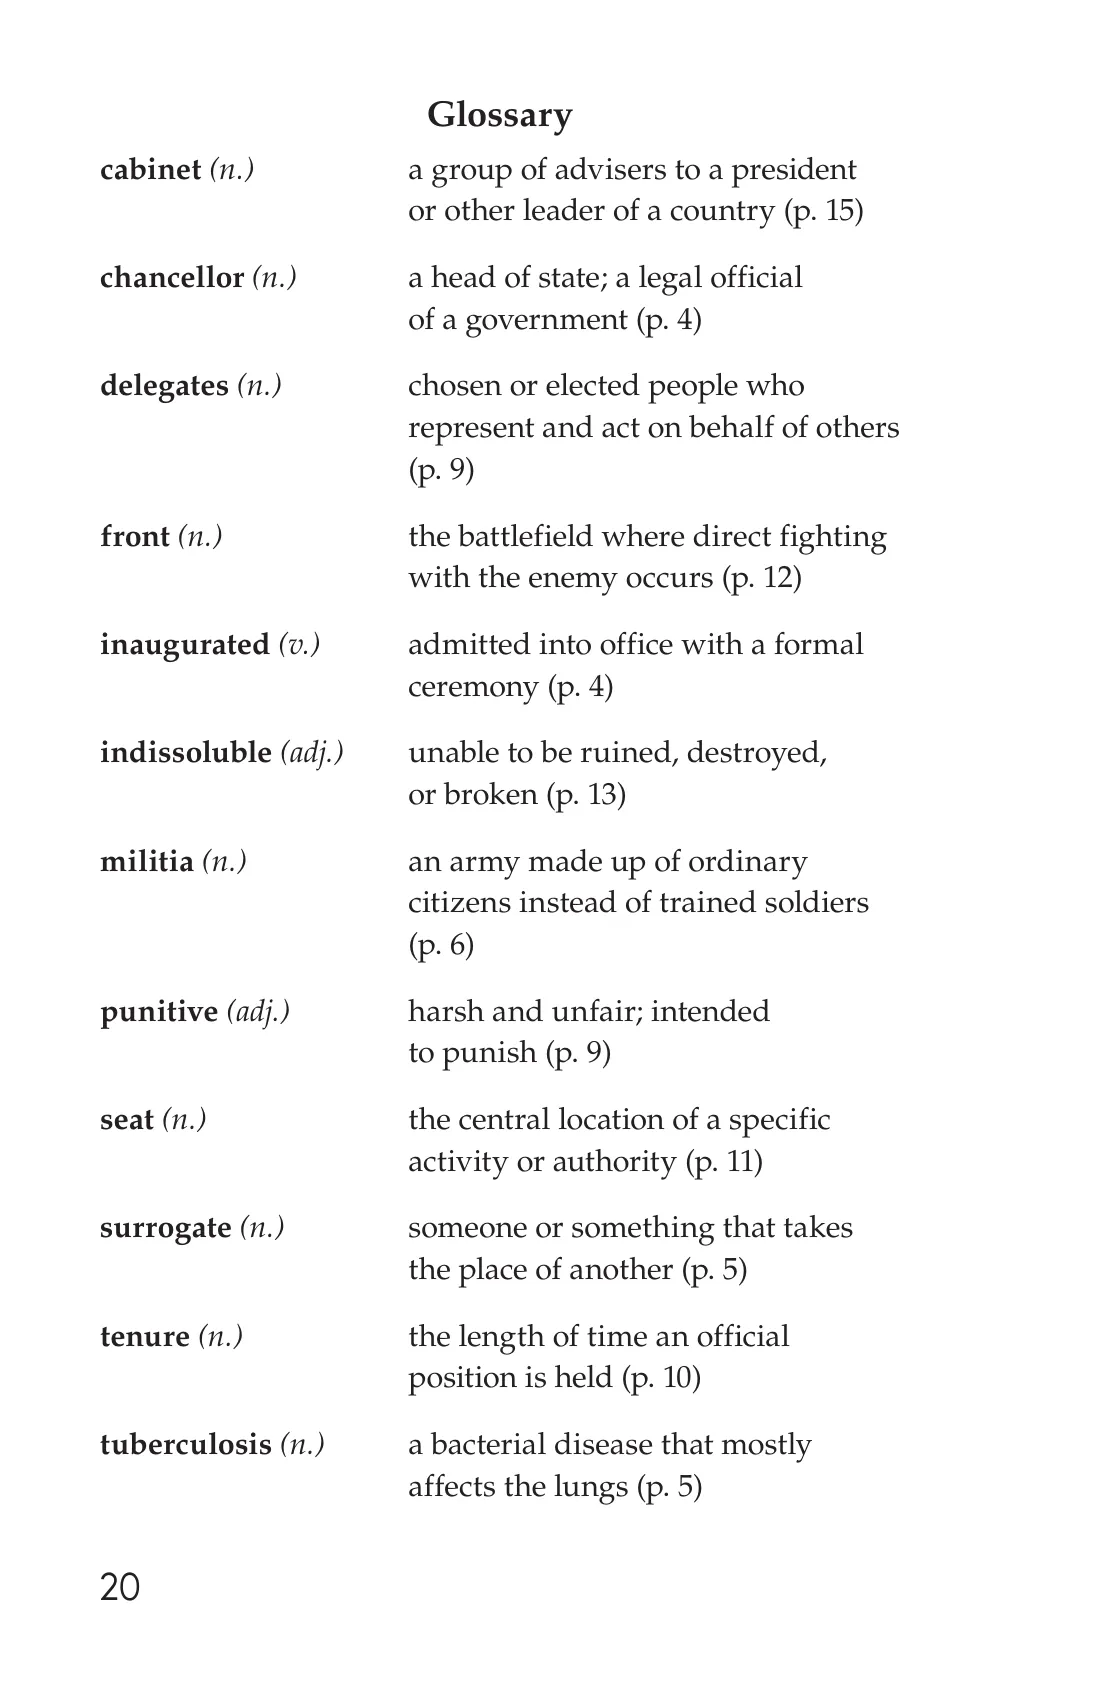 Glossary
cabinet (n.) a group of advisers to a president
or other leader of a country (p. 15)
chancellor (n.) a head of state; a legal official
of a government (p. 4)
delegates (n.) chosen or elected people who
represent and act on behalf of others
(p. 9)
front (n.) the battlefield where direct fighting
with the enemy occurs (p. 12)
inaugurated (v.) admitted into office with a formal
ceremony (p. 4)
indissoluble (adj.) unable to be ruined, destroyed,
or broken (p. 13)
militia (n.) an army made up of ordinary
citizens instead of trained soldiers
(p. 6)
punitive (adj.) harsh and unfair; intended
to punish (p. 9)
seat (n.) the central location of a specific
activity or authority (p. 11)
surrogate (n.) someone or something that takes
the place of another (p. 5)
tenure (n.) the length of time an official
position is held (p. 10)
tuberculosis (n.) a bacterial disease that mostly
affects the lungs (p. 5)
20